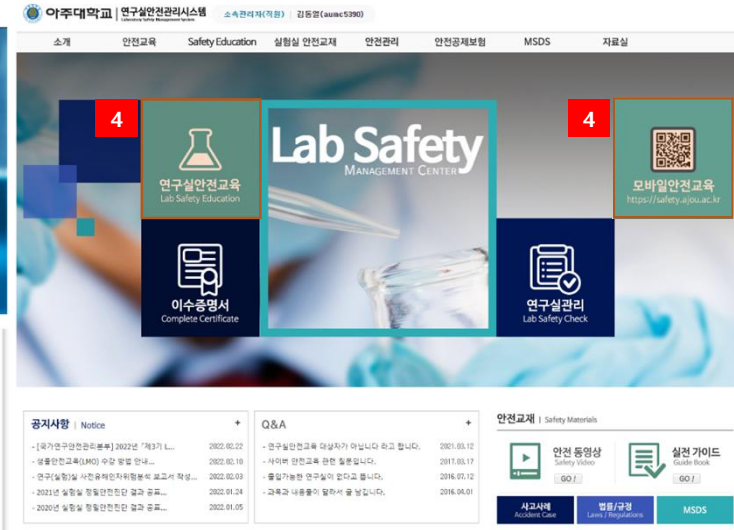 아주대학교 연구실안전관리시스템
Laboratory Safety Management System
소속관리자(직원) | 김동열(aumc5390)
소개 안전교육 Safety Education 실험실 안전교재 안전관리 안전공제보험 MSDS 자료실
4
연구실안전교육
Lab Safety Education
Lab Safety
MANAGEMENT CENTER
4
모바일안전교육
https://safety.ajou.ac.kr
이수증명서
Complete Certificate
연구실관리
Lab Safety Check
공지사항 | Notice +
- [국가연구안전관리본부] 2022년 「제3기 L... 2022.02.22
- 생물안전교육(LMO) 수강 방법 안내... 2022.02.10
- 연구(실험)실 사전유해인자위험분석 보고서 작성... 2022.02.03
- 2021년 실험실 정밀안전진단 결과 공표... 2022.01.24
- 2020년 실험실 정밀안전진단 결과 공표... 2022.01.05
Q&A +
- 연구실안전교육 대상자가 아닙니다 라고 합니다. 2021.03.12
- 사이버 안전교육 관련 질문입니다. 2017.03.17
- 출입가능한 연구실이 없다고 뜹니다. 2016.07.12
- 과목과 내용물이 달라서 글 남깁니다. 2016.04.01
안전교재 | Safety Materials
안전 동영상
Safety Video
GO !
실전 가이드
Guide Book
GO !
사고사례
Accident Case
법률/규정
Laws / Regulations
MSDS